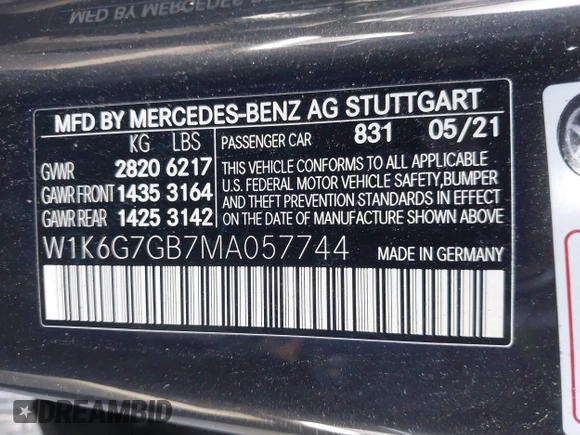 MFD BY MERCEDES-BENZ AG STUTTGART
KG LBS PASSENGER CAR 831 05/21
GVWR 2820 6217
GAWR FRONT 1435 3164
GAWR REAR 1425 3142
THIS VEHICLE CONFORMS TO ALL APPLICABLE
U.S. FEDERAL MOTOR VEHICLE SAFETY,BUMPER
AND THEFT PREVENTION STANDARDS IN EFFECT
ON THE DATE OF MANUFACTURE SHOWN ABOVE
W1K6G7GB7MA057744 MADE IN GERMANY
DREAMBID